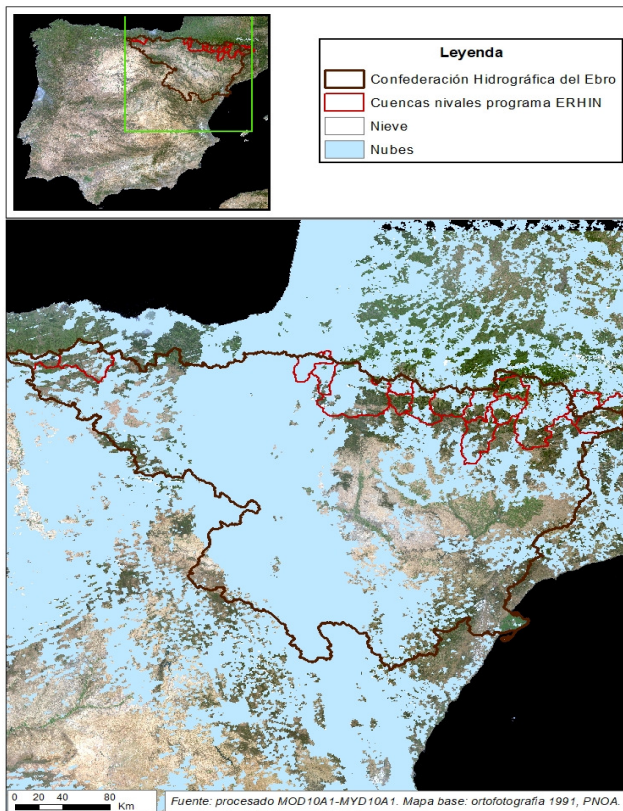 Leyenda
Confederación Hidrográfica del Ebro
Cuencas nivales programa ERHIN
Nieve
Nubes
0 20 40 80
Km
Fuente: procesado MOD10A1-MYD10A1. Mapa base: orofotografia 1991, PNOA.